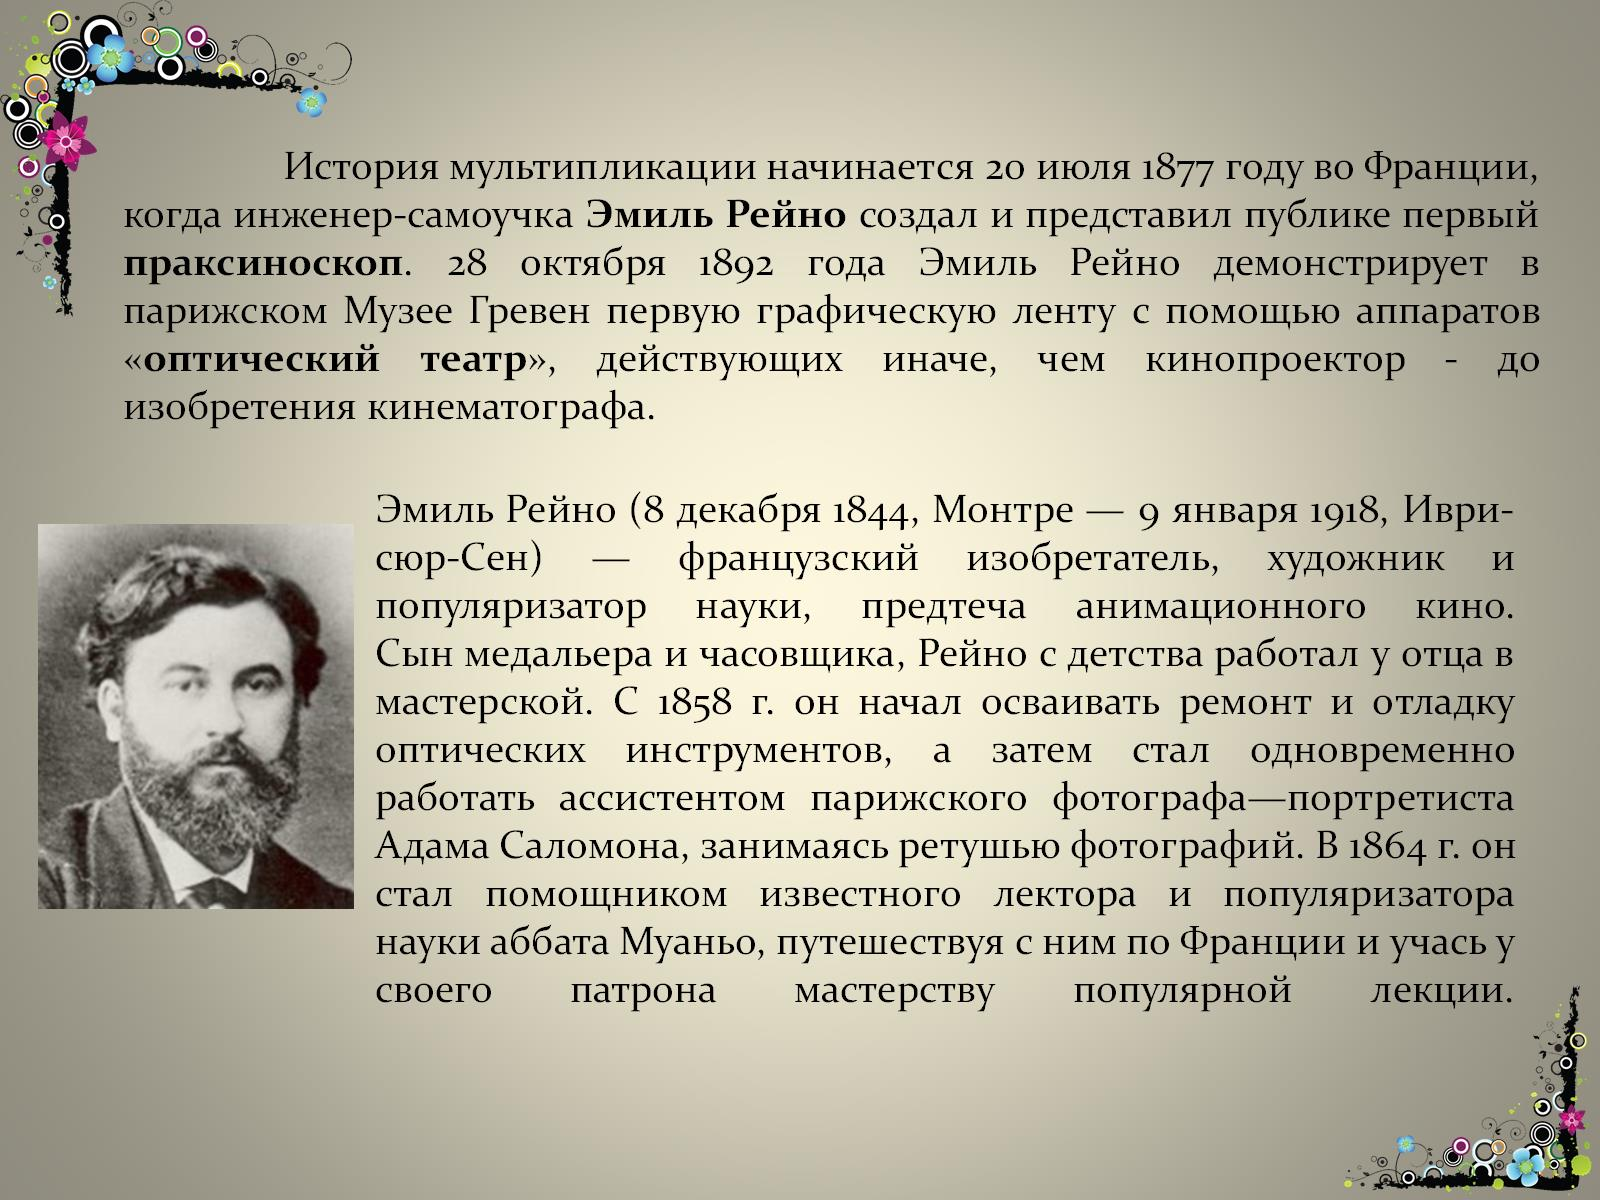 История мультипликации начинается 20 июля 1877 году во Франции,
когда инженер-самоучка Эмиль Рейно создал и представил публике первый
праксиноскоп. 28 октября 1892 года Эмиль Рейно демонстрирует в
парижском Музее Гревен первую графическую ленту с помощью аппаратов
«оптический театр», действующих иначе, чем кинопроектор - до
изобретения кинематографа.
Эмиль Рейно (8 декабря 1844, Монтре — 9 января 1918, Иври-
сюр-Сен) — французский изобретатель, художник и
популяризатор науки, предтеча анимационного кино.
Сын медальера и часовщика, Рейно с детства работал у отца в
мастерской. С 1858 г. он начал осваивать ремонт и отладку
оптических инструментов, а затем стал одновременно
работать ассистентом парижского фотографа—портретиста
Адама Саломона, занимаясь ретушью фотографий. В 1864 г. он
стал помощником известного лектора и популяризатора
науки аббата Муаньо, путешествуя с ним по Франции и учась у
своего патрона мастерству популярной лекции.